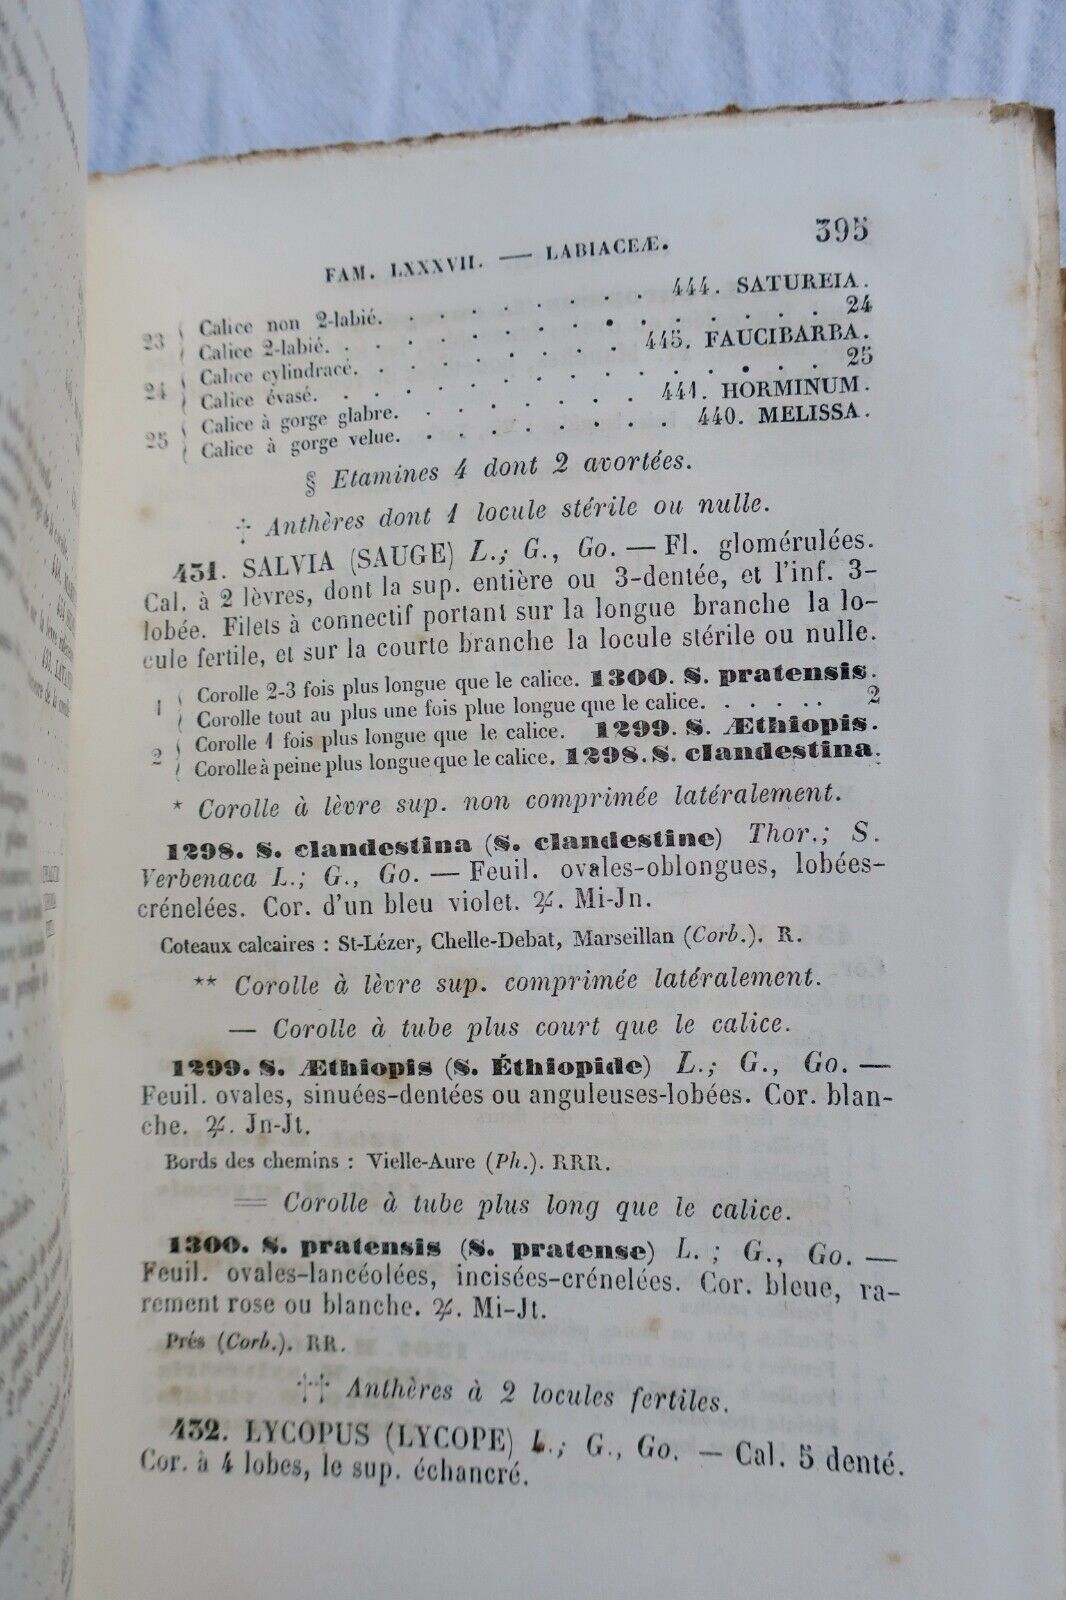 395
FAM. LXXXVII. — LABIACEÆ.
23 { Calice non 2-labié. . . . . . . . 444. SATUREIA.
Calice 2-labié. . . . . . . . . . . . . 24
24 { Calice cylindracé. . . . . . . . 445. FAUCIBARBA.
Calice évasé. . . . . . . . . . . . . 25
25 { Calice à gorge glabre. . . . . . . 441. HORMINUM.
Calice à gorge velue. . . . . . . . 440. MELISSA.
§ Etamines 4 dont 2 avortées.
† Anthères dont 1 locule stérile ou nulle.
431. SALVIA (SAUGE) L.; G., Go. — Fl. glomérulées.
Cal. à 2 lèvres, dont la sup. entière ou 3-dentée, et l'inf. 3-
lobée. Filets à connectif portant sur la longue branche la lo-
cule fertile, et sur la courte branche la locule stérile ou nulle.
1 { Corolle 2-3 fois plus longue que le calice. 1300. S. pratensis.
Corolle tout au plus une fois plue longue que le calice. . . . . . 2
2 { Corolle 1 fois plus longue que le calice. 1299. S. Æthiopis.
Corolle à peine plus longue que le calice. 1298. S. clandestina.
* Corolle à lèvre sup. non comprimée latéralement.
1298. S. clandestina (S. clandestine) Thor.; S.
Verbenaca L.; G., Go. — Feuil. ovales-oblongues, lobées-
crénelées. Cor. d'un bleu violet. ♃. Mi-Jn.
Coteaux calcaires : St-Lézer, Chelle-Debat, Marseillan (Corb.). R.
** Corolle à lèvre sup. comprimée latéralement.
— Corolle à tube plus court que le calice.
1299. S. Æthiopis (S. Éthiopide) L.; G., Go. —
Feuil. ovales, sinuées-dentées ou anguleuses-lobées. Cor. blan-
che. ♃. Jn-Jt.
Bords des chemins : Vielle-Aure (Ph.). RRR.
= Corolle à tube plus long que le calice.
1300. S. pratensis (S. pratense) L. ; G., Go. —
Feuil. ovales-lancéolées, incisées-crénelées. Cor. bleue, ra-
rement rose ou blanche. ♃. Mi-Jt.
Prés (Corb.). RR.
†† Anthères à 2 locules fertiles.
432. LYCOPUS (LYCOPE) L.; G., Go. — Cal. 5 denté.
Cor. à 4 lobes, le sup. échancré.